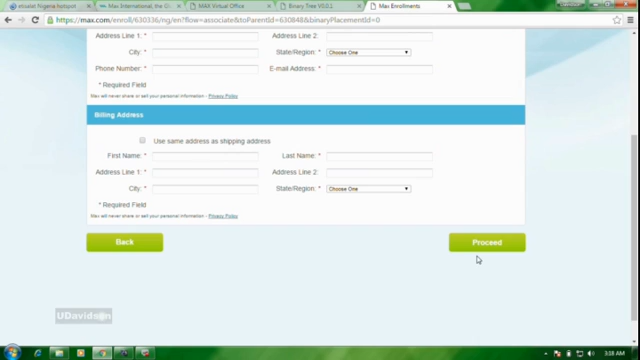 etisalat Nigeria hotspot
Max International, the Gl
MAX Virtual Office
Binary Tree V0.0.1
Max Enrollments
https://max.com/enroll/630336/ng/en?flow=associate&toParentId=630848&binaryPlacementId=0
Address Line 1: * Address Line 2:
City: * State/Region: * Choose One
Phone Number: * E-mail Address: *
* Required Field
Max will never share or sell your personal information - Privacy Policy
Billing Address
Use same address as shipping address
First Name: * Last Name: *
Address Line 1: * Address Line 2:
City: * State/Region: * Choose One
* Required Field
Max will never share or sell your personal information - Privacy Policy
Back Proceed
UDavidson
3:18 AM